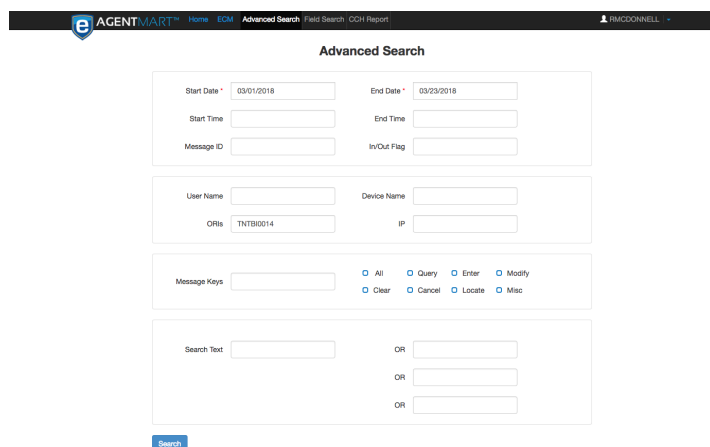 e AGENTMART™ Home ECM Advanced Search Field Search CCH Report RMCDONNELL
Advanced Search
Start Date * 03/01/2018 End Date * 03/23/2018
Start Time End Time
Message ID In/Out Flag
User Name Device Name
ORIs TNTBI0014 IP
Message Keys All Query Enter Modify
Clear Cancel Locate Misc
Search Text OR
OR
OR
Search